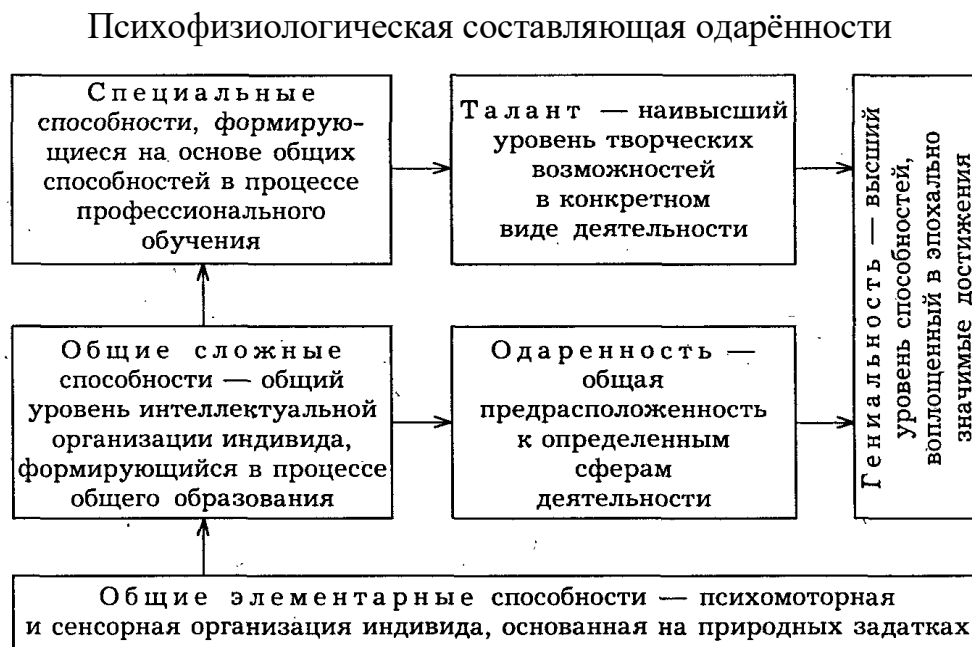 Психофизиологическая составляющая одарённости
Специальные
способности, формирую-
щиеся на основе общих
способностей в процессе
профессионального
обучения
Талант — наивысший
уровень творческих
возможностей
в конкретном
виде деятельности
Гениальность — высший
уровень способностей,
воплощенный в эпохально
значимые достижения
Общие сложные
способности — общий
уровень интеллектуальной
организации индивида,
формирующийся в процессе
общего образования
Одаренность —
общая
предрасположенность
к определенным
сферам
деятельности
Общие элементарные способности — психомоторная
и сенсорная организация индивида, основанная на природных задатках